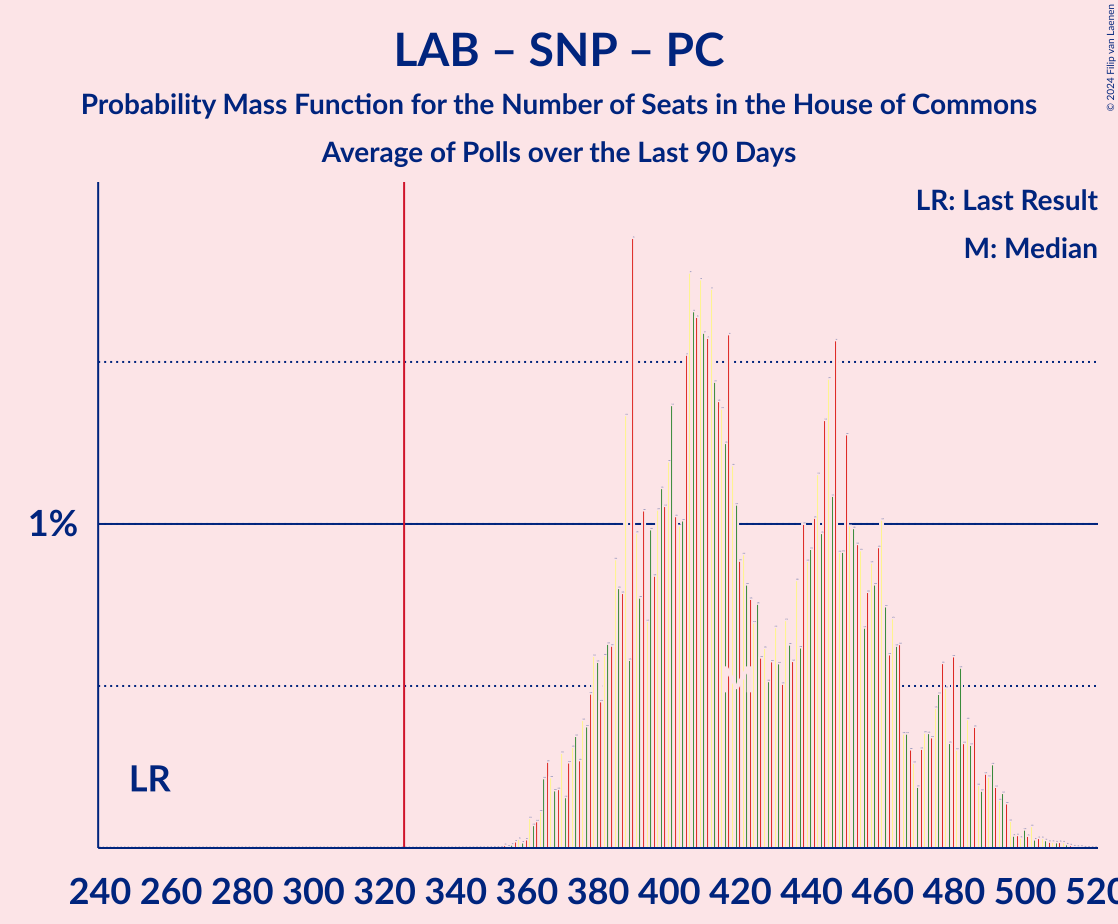 LAB – SNP – PC
Probability Mass Function for the Number of Seats in the House of Commons
Average of Polls over the Last 90 Days
© 2024 Filip van Laenen
LR: Last Result
M: Median
1%
LR
M
240 260 280 300 320 340 360 380 400 420 440 460 480 500 520